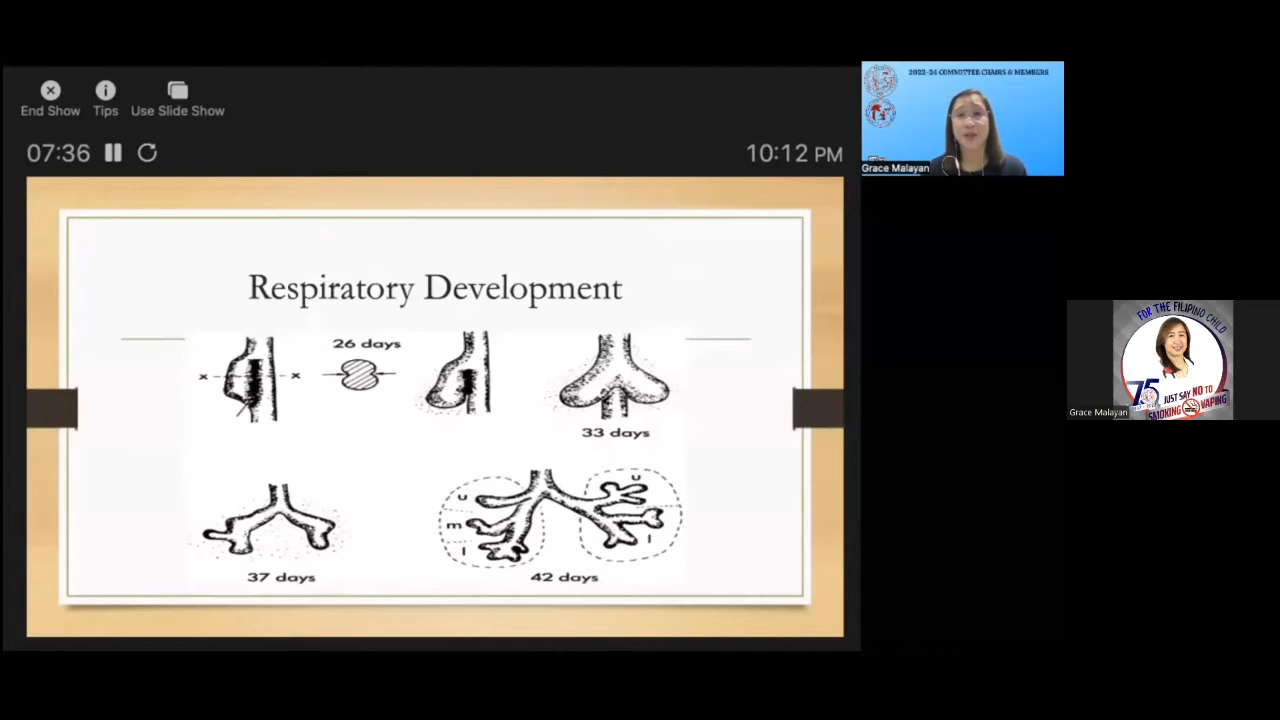 End Show
Tips
Use Slide Show
07:36
10:12 PM
Respiratory Development
26 days
x
x
33 days
u
m
l
u
l
37 days
42 days
2022-24 COMMITTEE CHAIRS & MEMBERS
Grace Malayan
FOR THE FILIPINO CHILD
75
JUST SAY NO TO
SMOKING
VAPING
Grace Malayan